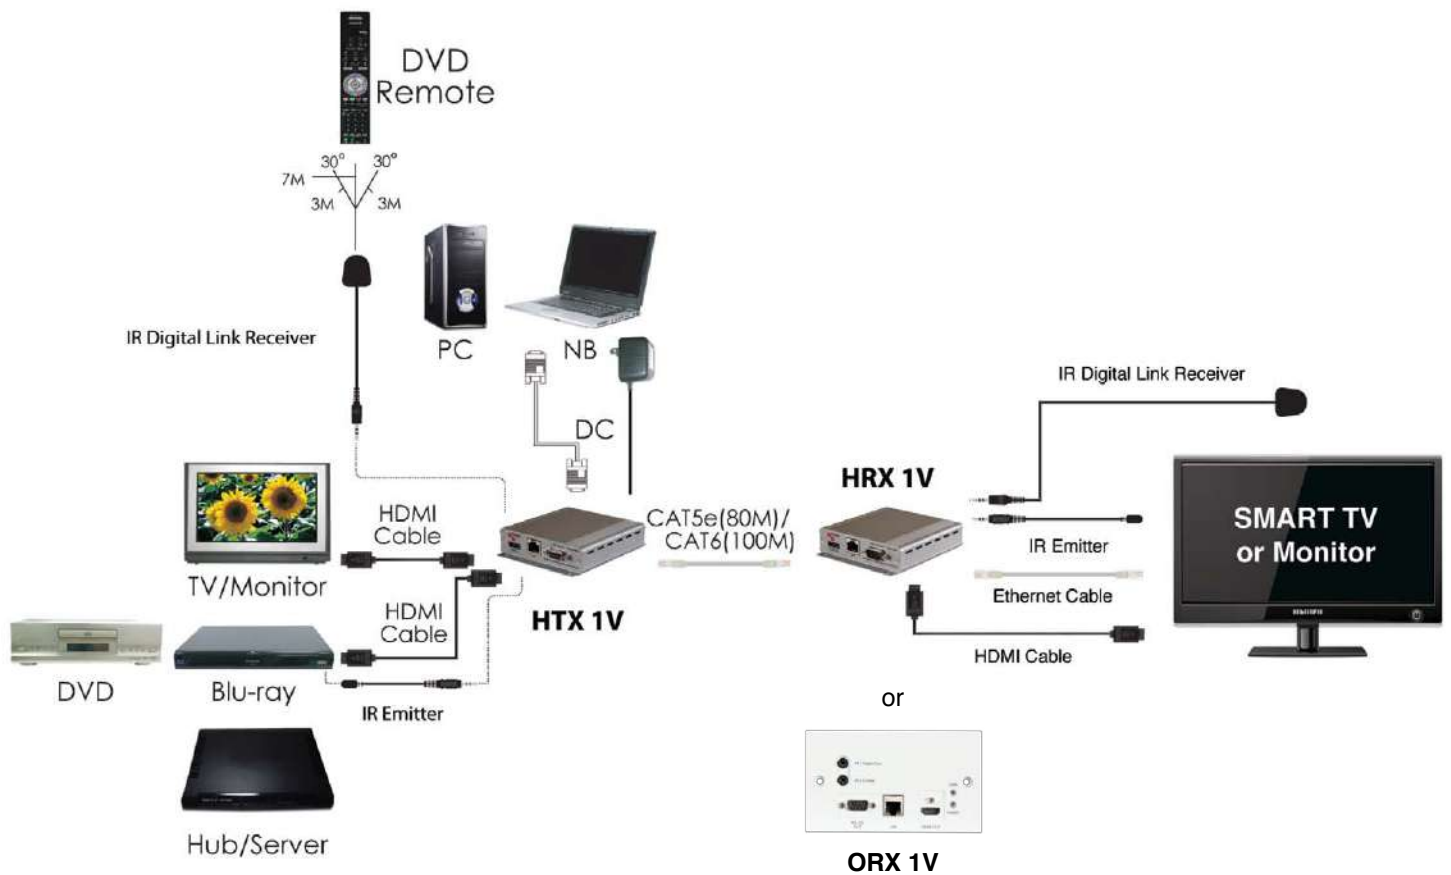 DVD
Remote
30°
30°
7M
3M
3M
IR Digital Link Receiver
PC
NB
DC
IR Digital Link Receiver
HRX 1V
HDMI
Cable
CAT5e(80M)/
CAT6(100M)
SMART TV
or Monitor
IR Emitter
TV/Monitor
HDMI
Cable
HTX 1V
Ethernet Cable
HDMI Cable
DVD
Blu-ray
IR Emitter
or
Hub/Server
ORX 1V